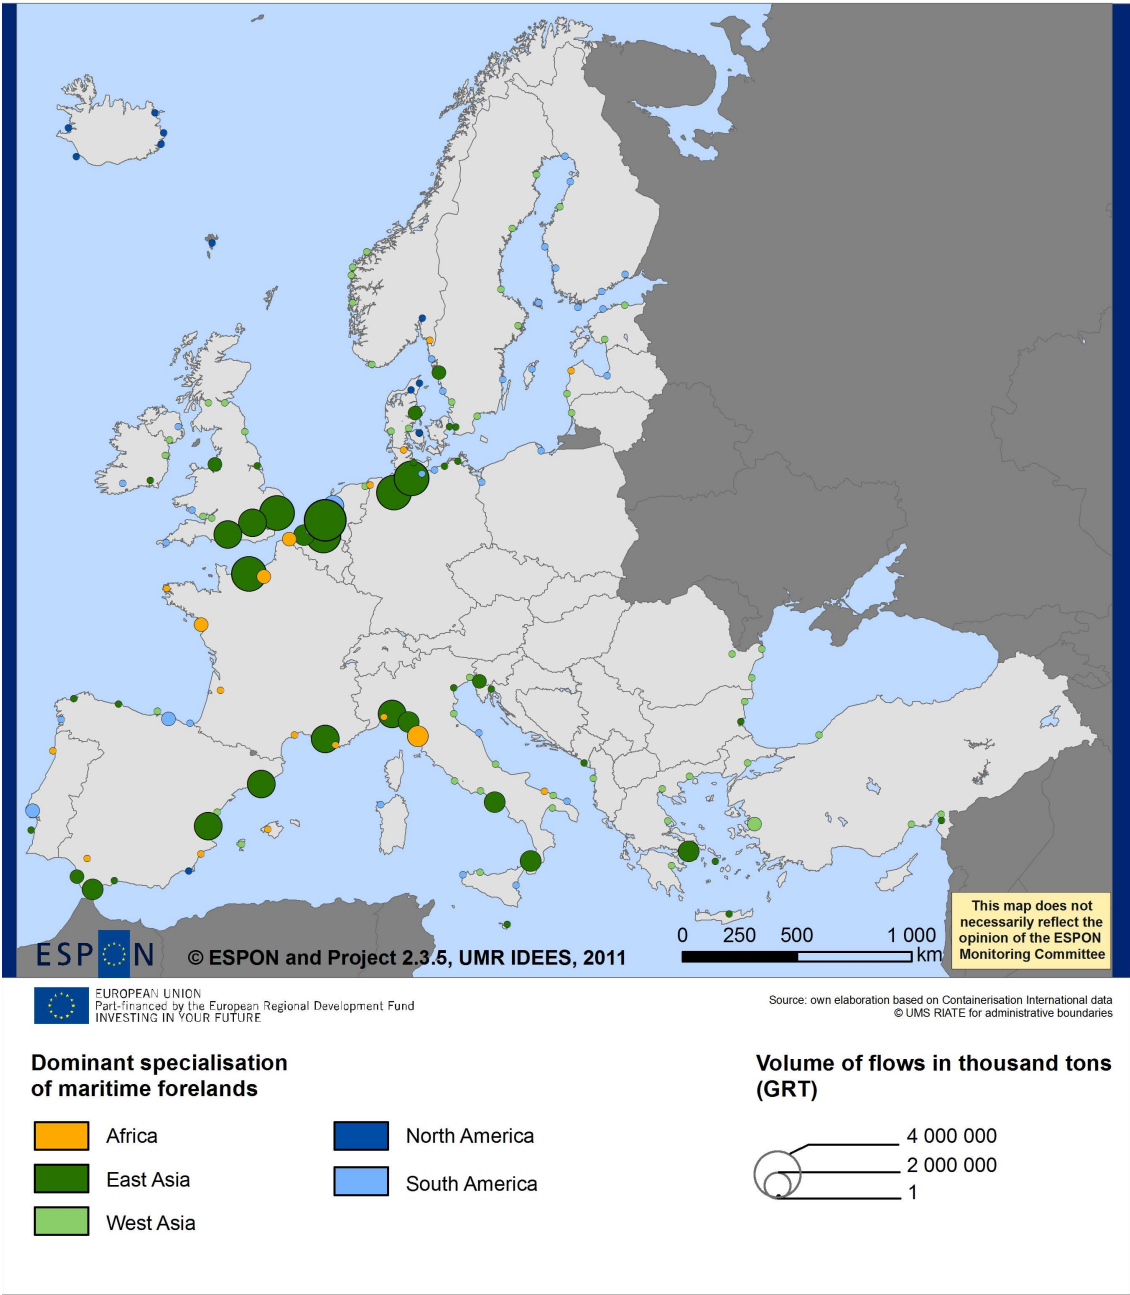 This map does not
necessarily reflect the
opinion of the ESPON
Monitoring Committee
0 250 500 1 000
km
ESPON
© ESPON and Project 2.3.5, UMR IDEES, 2011
EUROPEAN UNION
Part-financed by the European Regional Development Fund
INVESTING IN YOUR FUTURE
Source: own elaboration based on Containerisation International data
© UMS RIATE for administrative boundaries
Dominant specialisation
of maritime forelands
Africa
East Asia
West Asia
North America
South America
Volume of flows in thousand tons
(GRT)
4 000 000
2 000 000
1